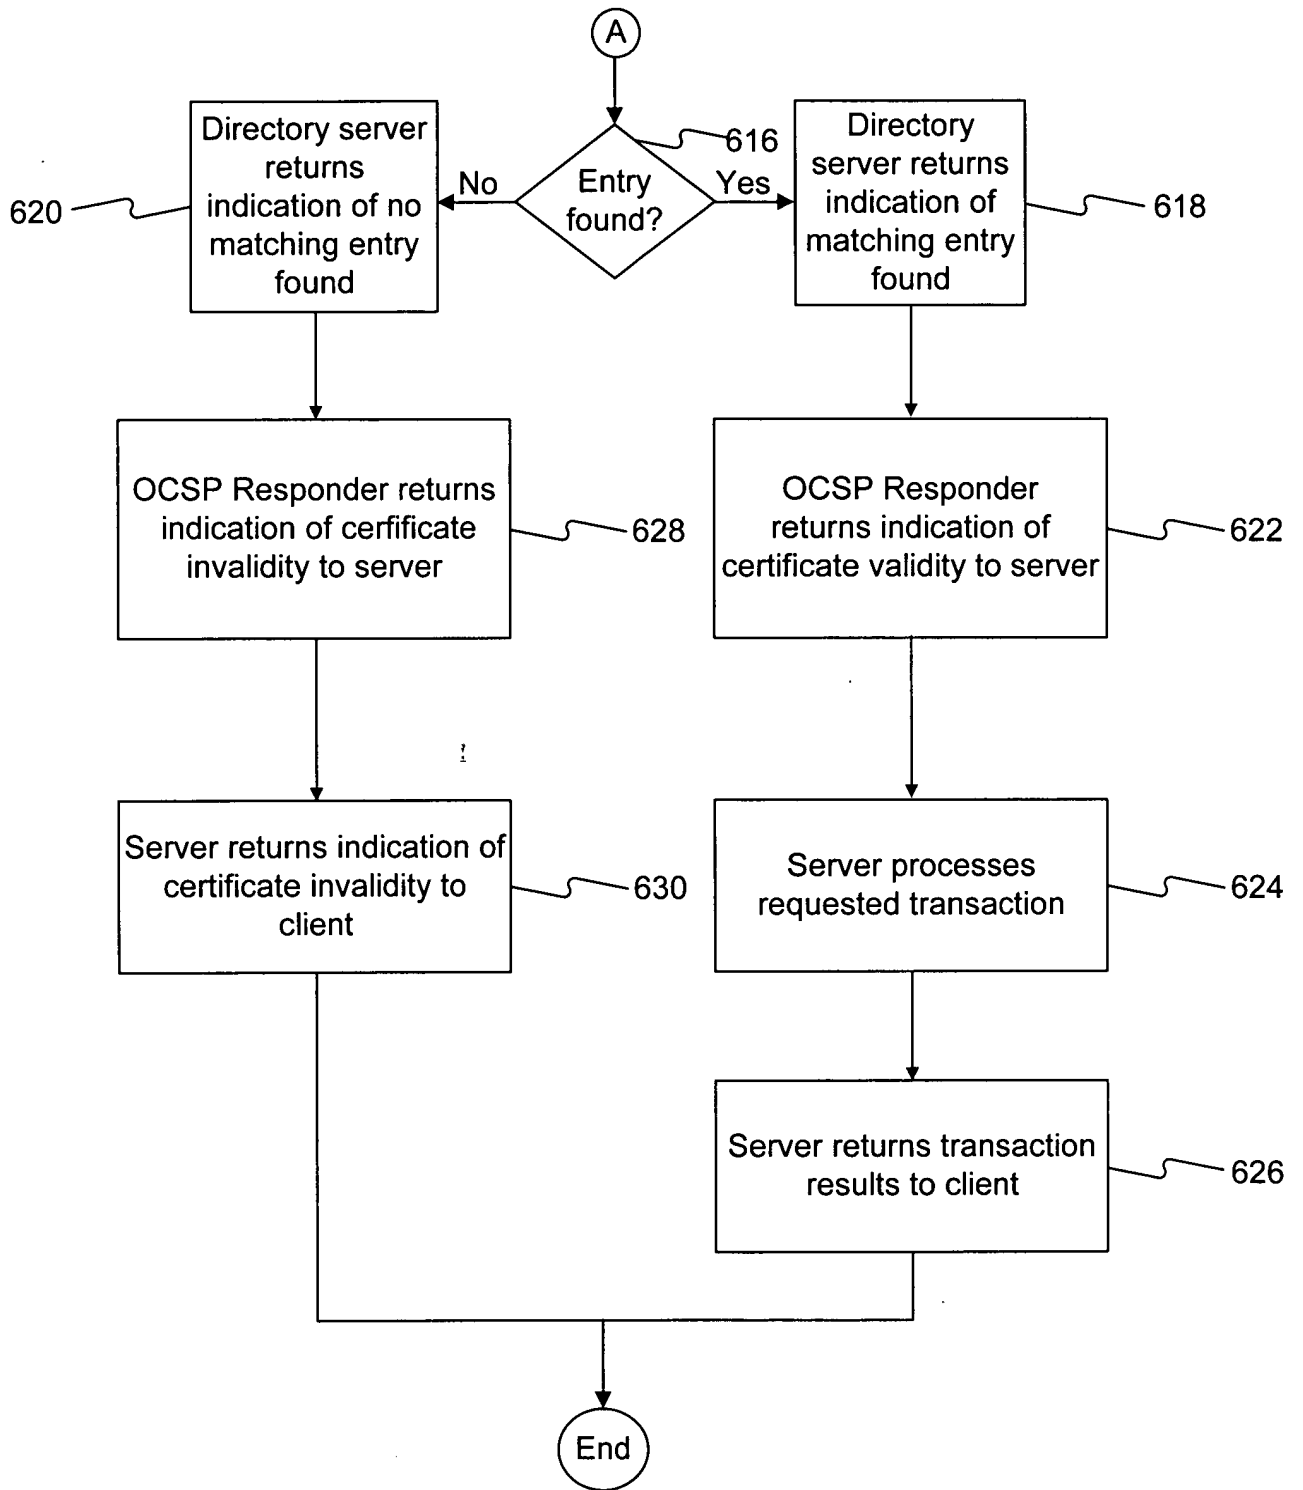 A
616
Entry
found?
No
Yes
Directory server
returns
indication of no
matching entry
found
620
Directory
server returns
indication of
matching entry
found
618
OCSP Responder returns
indication of cerfificate
invalidity to server
628
OCSP Responder
returns indication of
certificate validity to server
622
Server returns indication of
certificate invalidity to
client
630
Server processes
requested transaction
624
Server returns transaction
results to client
626
End